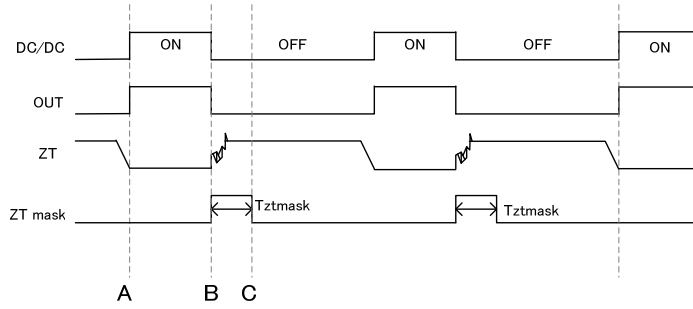 DC/DC ON OFF ON OFF ON
OUT
ZT
ZT mask Tztmask Tztmask
A B C